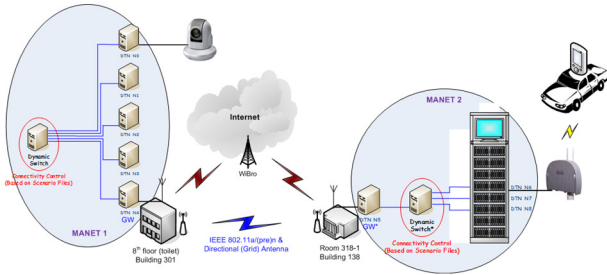 DTN N0
DTN N1
DTN N2
DTN N3
DTN N4
GW
Dynamic
Switch
Connectivity Control
(Based on Scenario Files)
MANET 1
8th floor (toilet)
Building 301
Internet
WiBro
IEEE 802.11a/(pre)n &
Directional (Grid) Antenna
Room 318-1
Building 138
MANET 2
DTN N5
GW*
Dynamic
Switch*
Connectivity Control
(Based on Scenario Files)
DTN N6
DTN N7
DTN N8